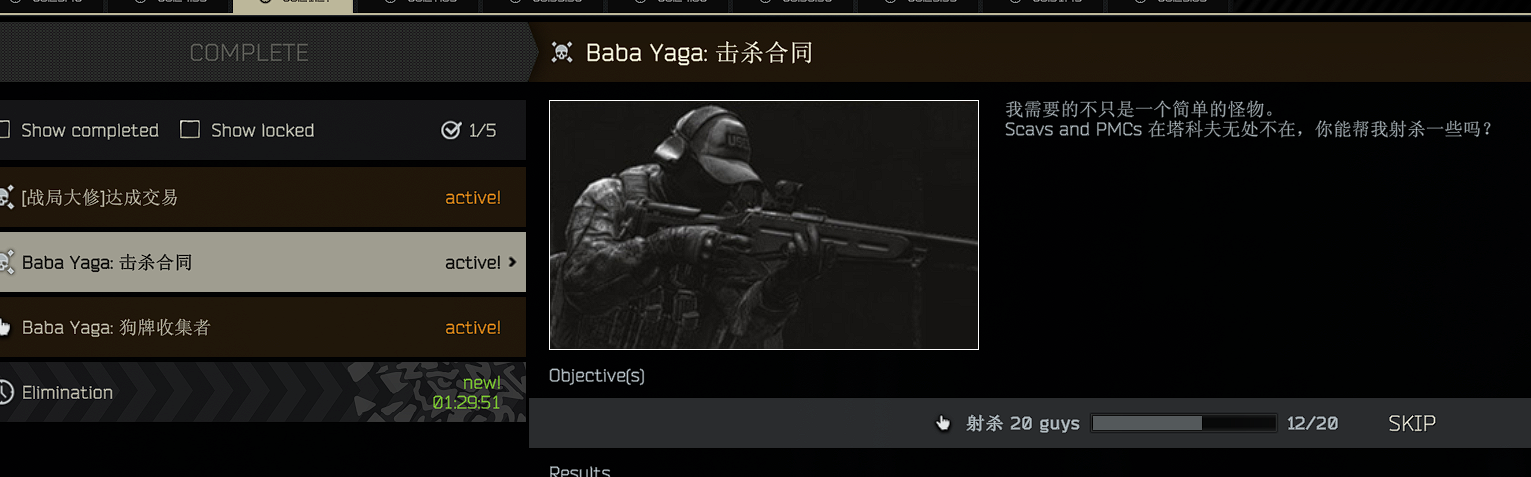 COMPLETE
Baba Yaga: 击杀合同
Show completed
Show locked
1/5
我需要的不只是一个简单的怪物。
Scavs and PMCs 在塔科夫无处不在，你能帮我射杀一些吗？
[战局大修]达成交易
active!
Baba Yaga: 击杀合同
active!
Baba Yaga: 狗牌收集者
active!
Elimination
new!
01:29:51
Objective(s)
射杀 20 guys
12/20
SKIP
Results